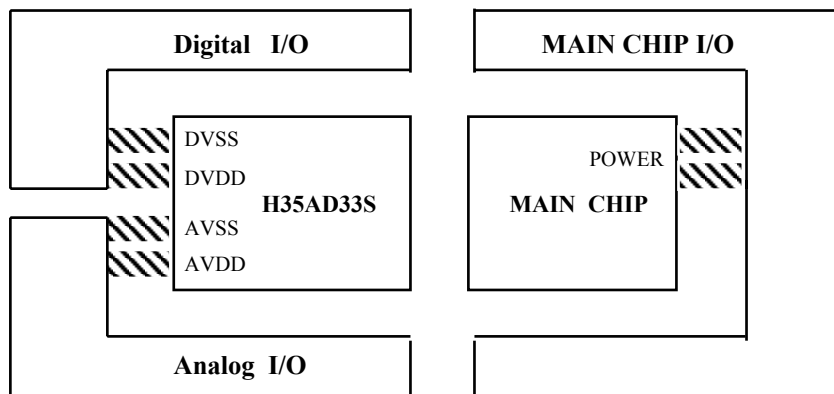 Digital I/O
MAIN CHIP I/O
DVSS
DVDD
H35AD33S
AVSS
AVDD
POWER
MAIN CHIP
Analog I/O